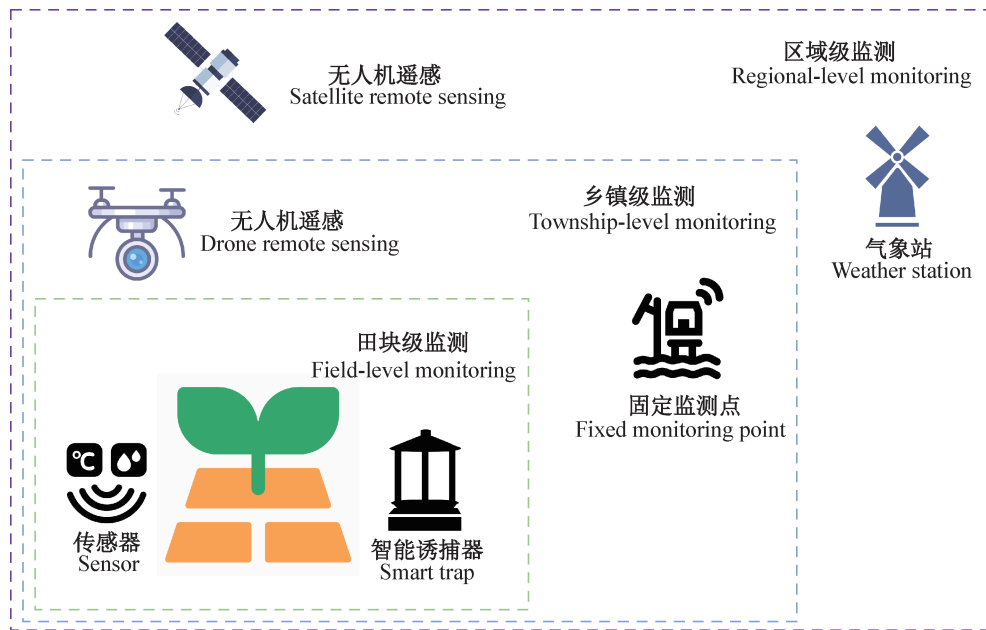 无人机遥感
Satellite remote sensing
区域级监测
Regional-level monitoring
无人机遥感
Drone remote sensing
乡镇级监测
Township-level monitoring
气象站
Weather station
田块级监测
Field-level monitoring
固定监测点
Fixed monitoring point
℃
传感器
Sensor
智能诱捕器
Smart trap